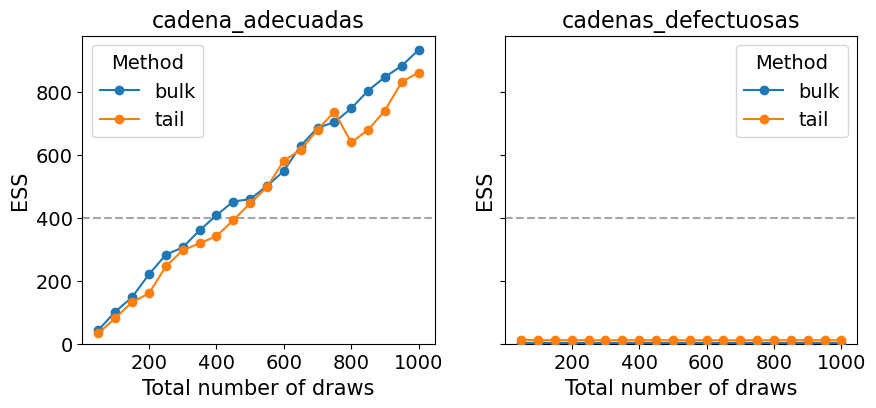 cadena_adecuadas
ESS
800
600
400
200
0
Method
bulk
tail
200 400 600 800 1000
Total number of draws
cadenas_defectuosas
ESS
Method
bulk
tail
200 400 600 800 1000
Total number of draws